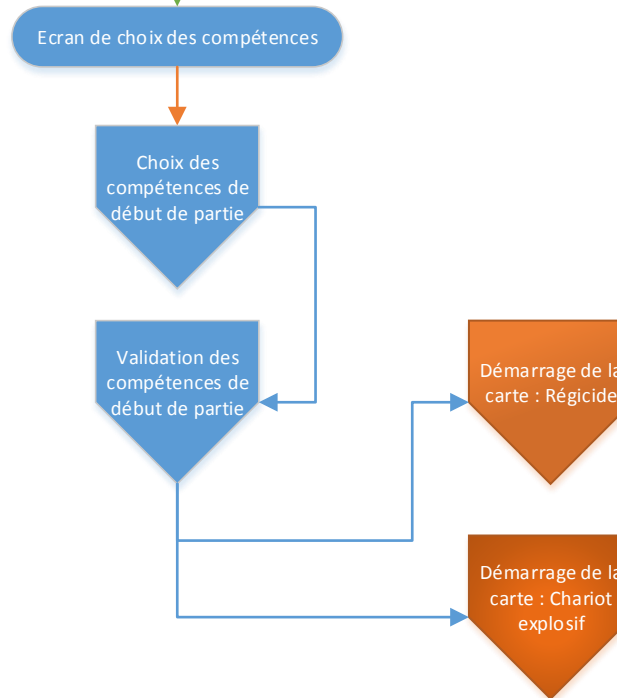 Ecran de choix des compétences
Choix des
compétences de
début de partie
Validation des
compétences de
début de partie
Démarrage de la
carte : Régicide
Démarrage de la
carte : Chariot
explosif